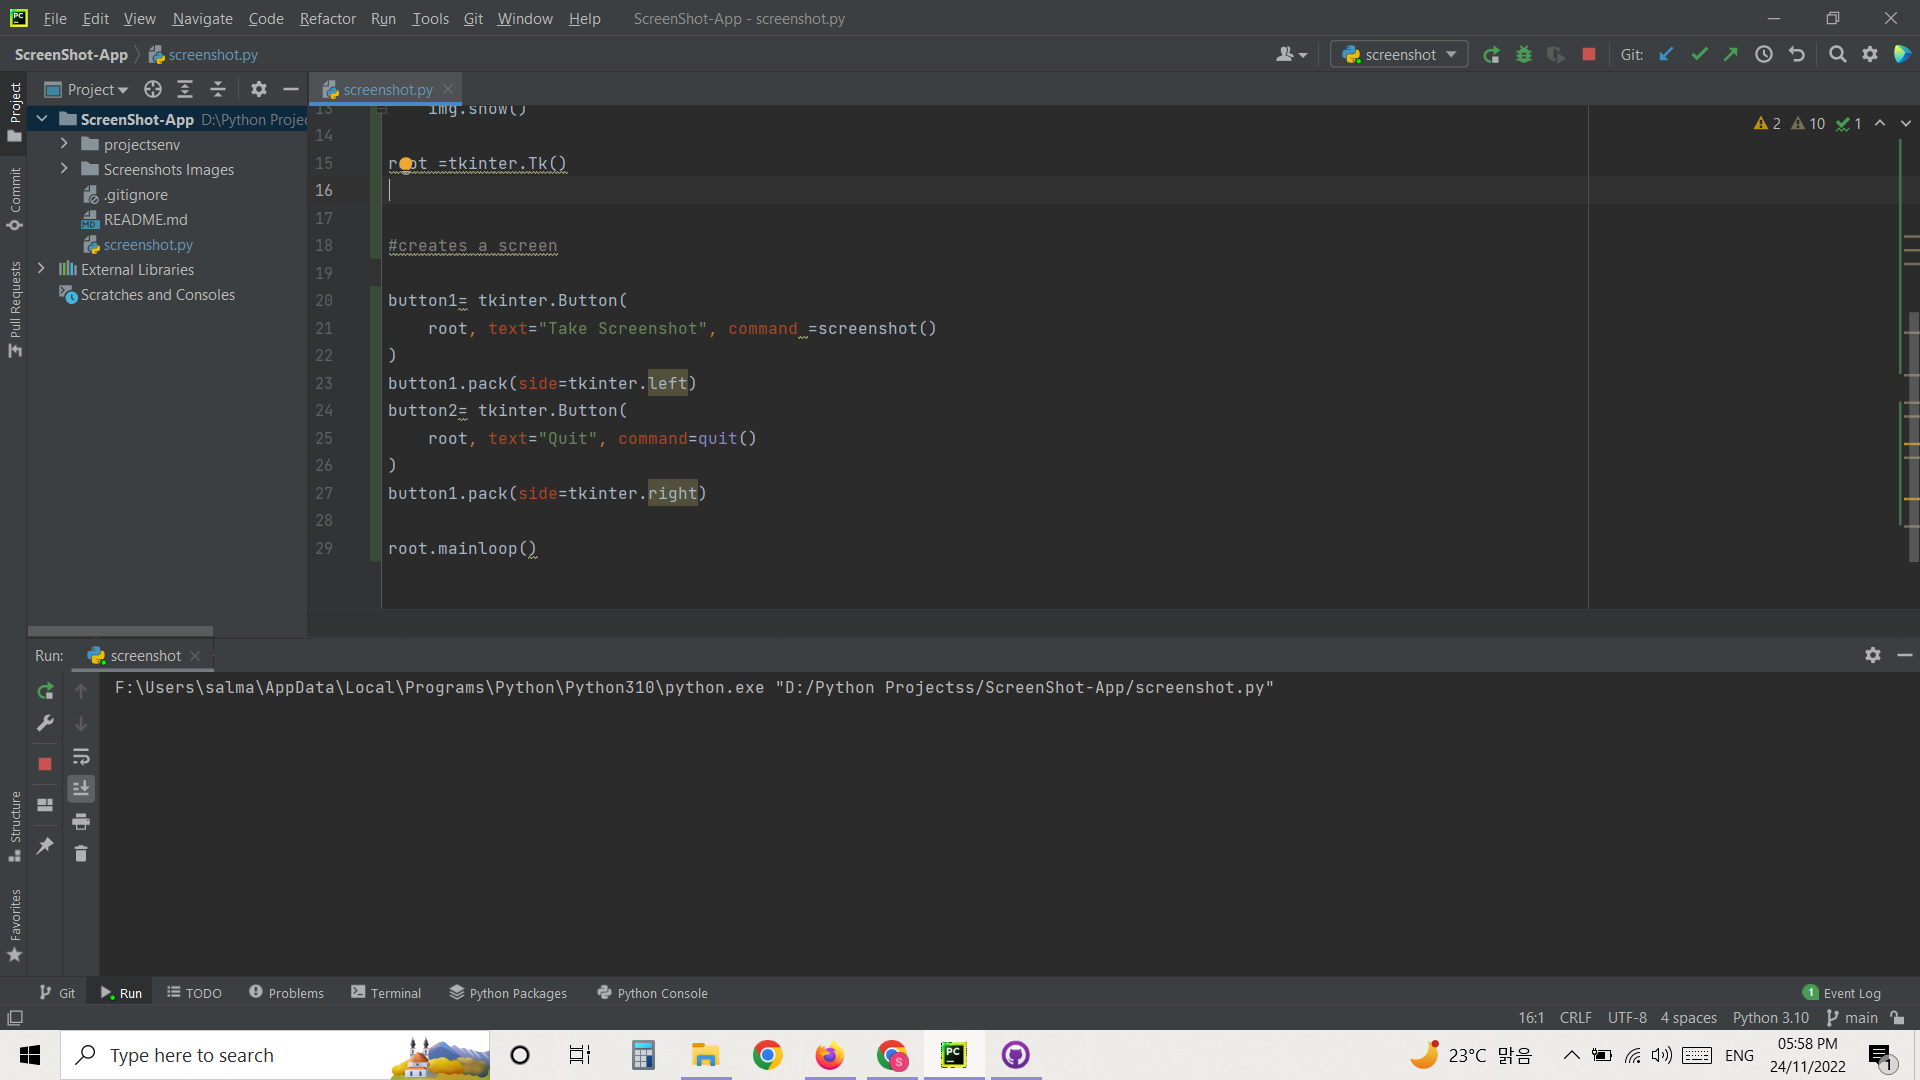 File Edit View Navigate Code Refactor Run Tools Git Window Help ScreenShot-App - screenshot.py
ScreenShot-App screenshot.py screenshot Git:
Project screenshot.py
Project
Commit
Pull Requests
Structure
Favorites
ScreenShot-App D:\Python Projec
projectsenv
Screenshots Images
.gitignore
README.md
screenshot.py
External Libraries
Scratches and Consoles
2 10 1
13 img.show()
14
15 root =tkinter.Tk()
16
17
18 #creates a screen
19
20 button1= tkinter.Button(
21 root, text="Take Screenshot", command =screenshot()
22 )
23 button1.pack(side=tkinter.left)
24 button2= tkinter.Button(
25 root, text="Quit", command=quit()
26 )
27 button1.pack(side=tkinter.right)
28
29 root.mainloop()
Run: screenshot
F:\Users\salma\AppData\Local\Programs\Python\Python310\python.exe "D:/Python Projectss/ScreenShot-App/screenshot.py"
Git Run TODO Problems Terminal Python Packages Python Console 1 Event Log
16:1 CRLF UTF-8 4 spaces Python 3.10 main
Type here to search 23°C 맑음 ENG 05:58 PM
24/11/2022
1